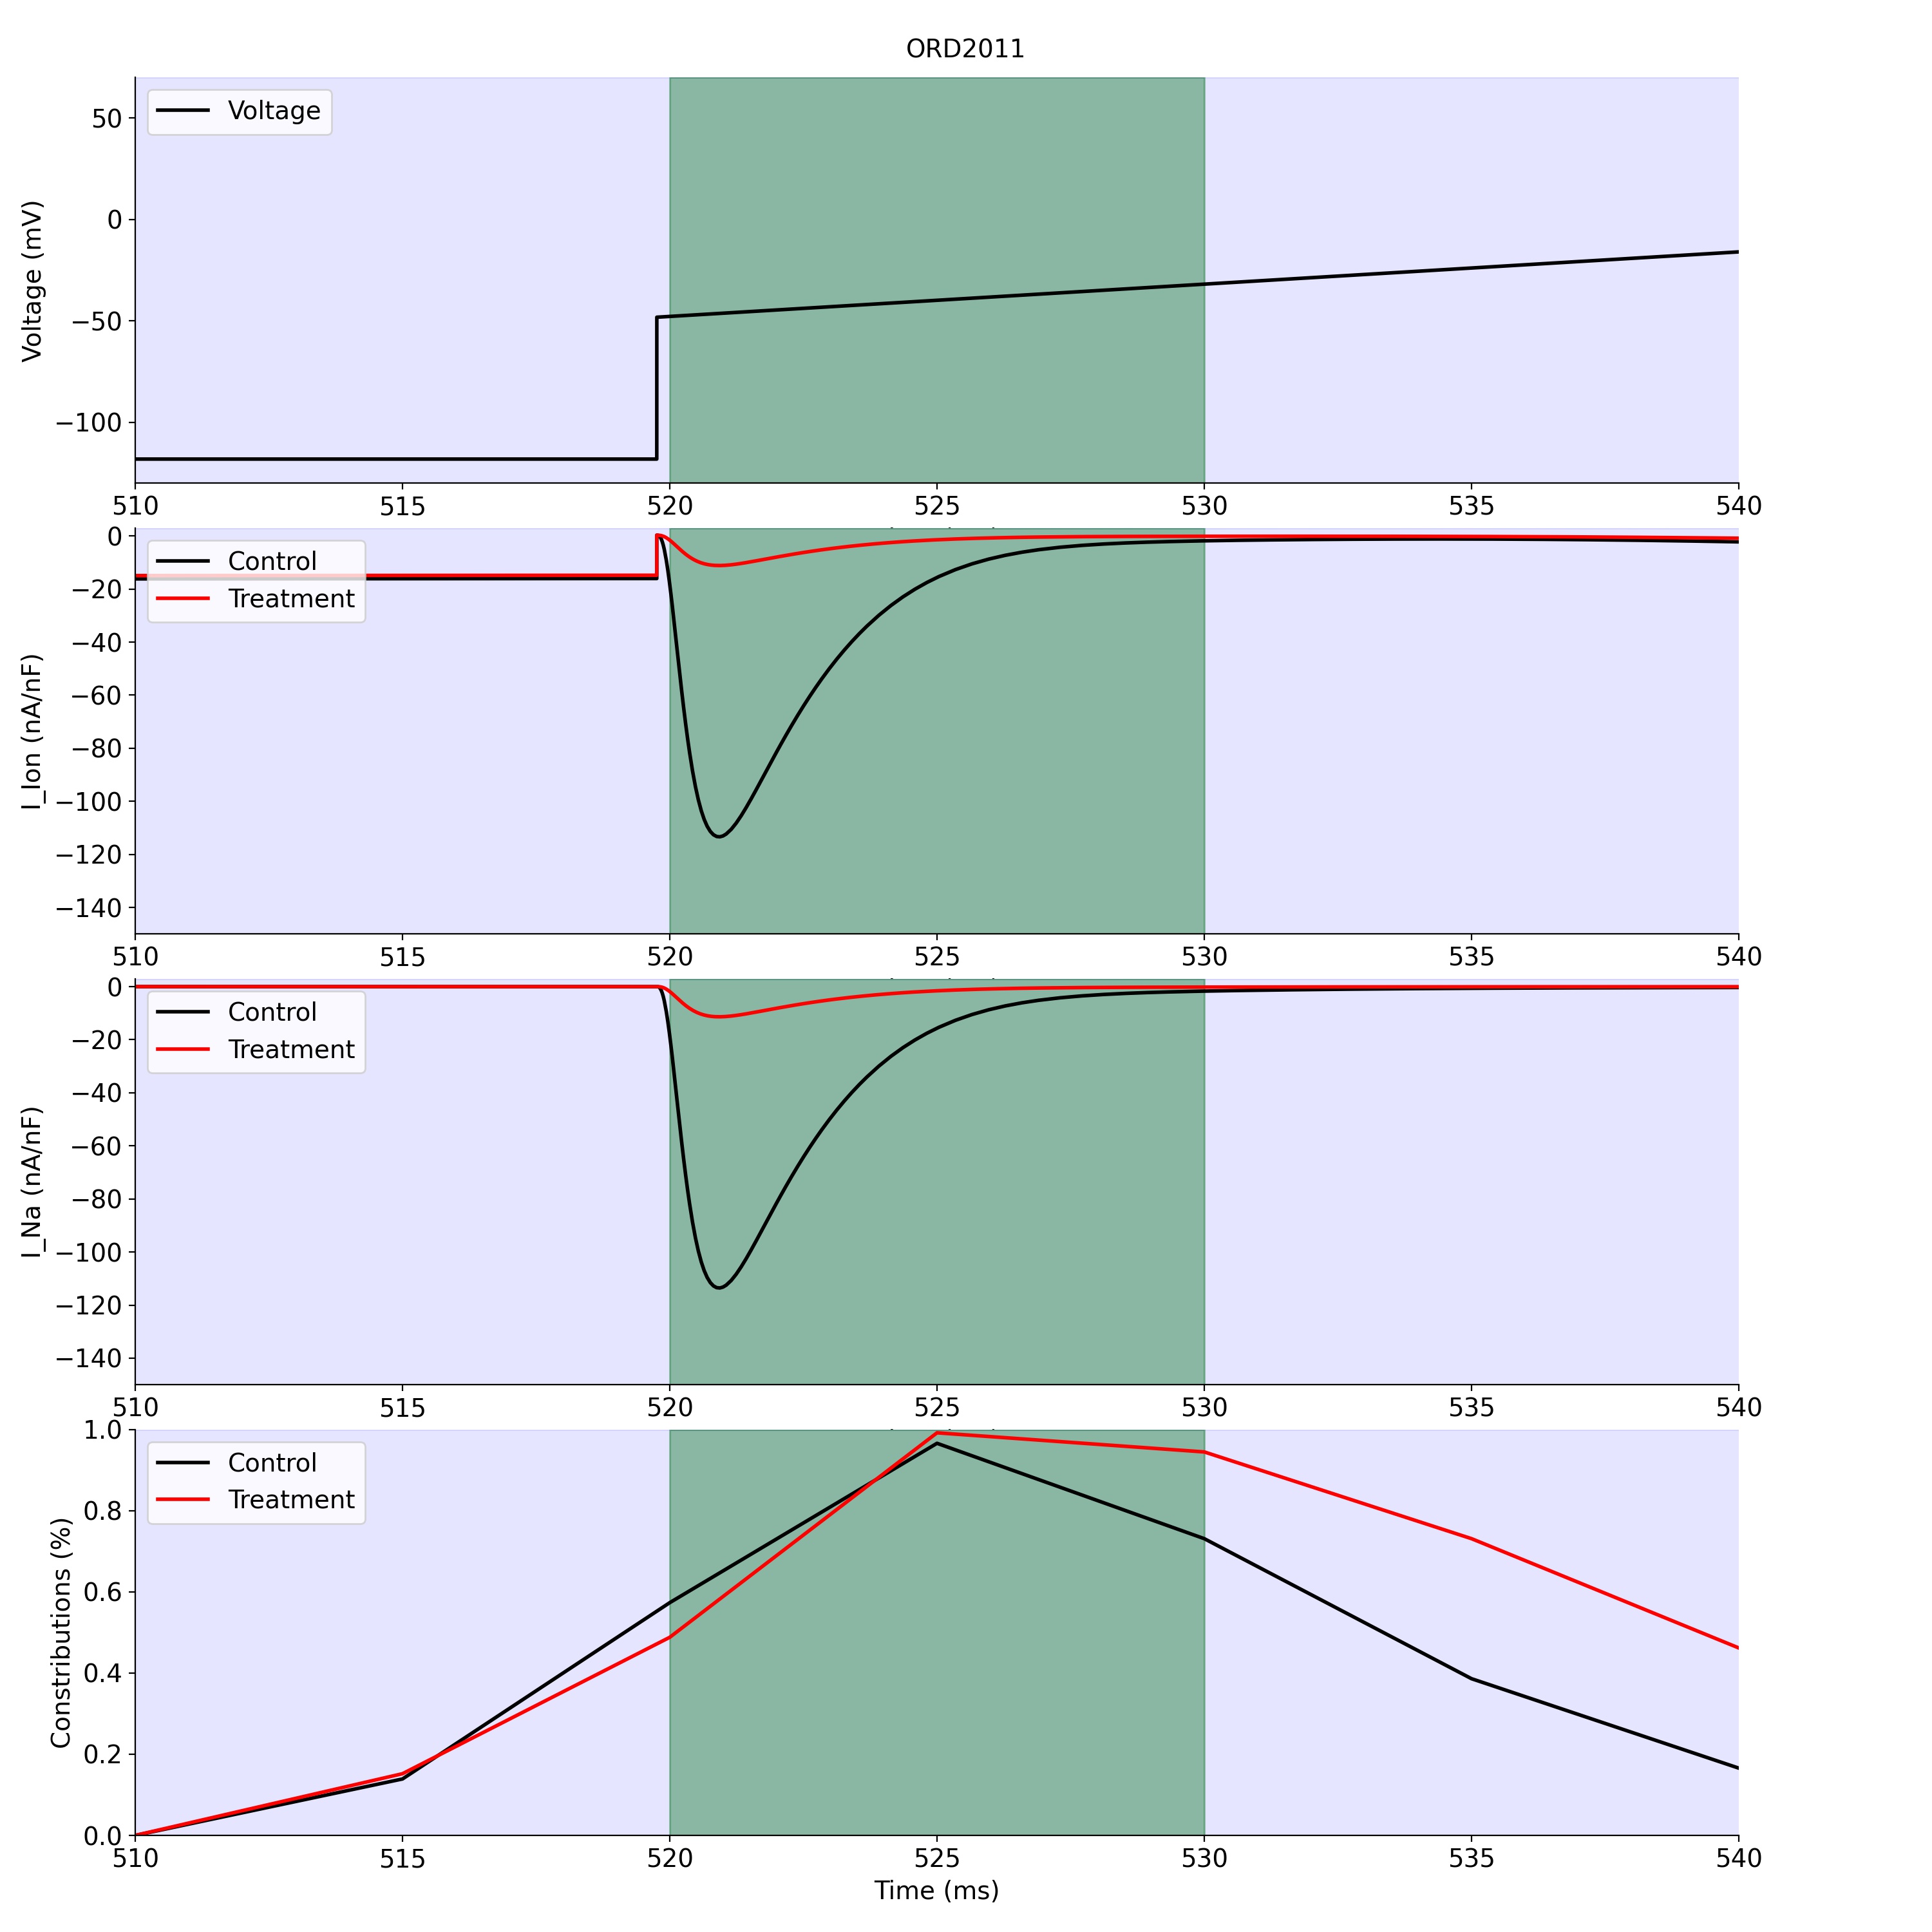 ORD2011
Voltage (mV)
50
0
−50
−100
Voltage
510 515 520 525 530 535 540
I_Ion (nA/nF)
0
−20
−40
−60
−80
−100
−120
−140
Control
Treatment
510 515 520 525 530 535 540
I_Na (nA/nF)
0
−20
−40
−60
−80
−100
−120
−140
Control
Treatment
510 515 520 525 530 535 540
Constributions (%)
1.0
0.8
0.6
0.4
0.2
0.0
Control
Treatment
510 515 520 525 530 535 540
Time (ms)